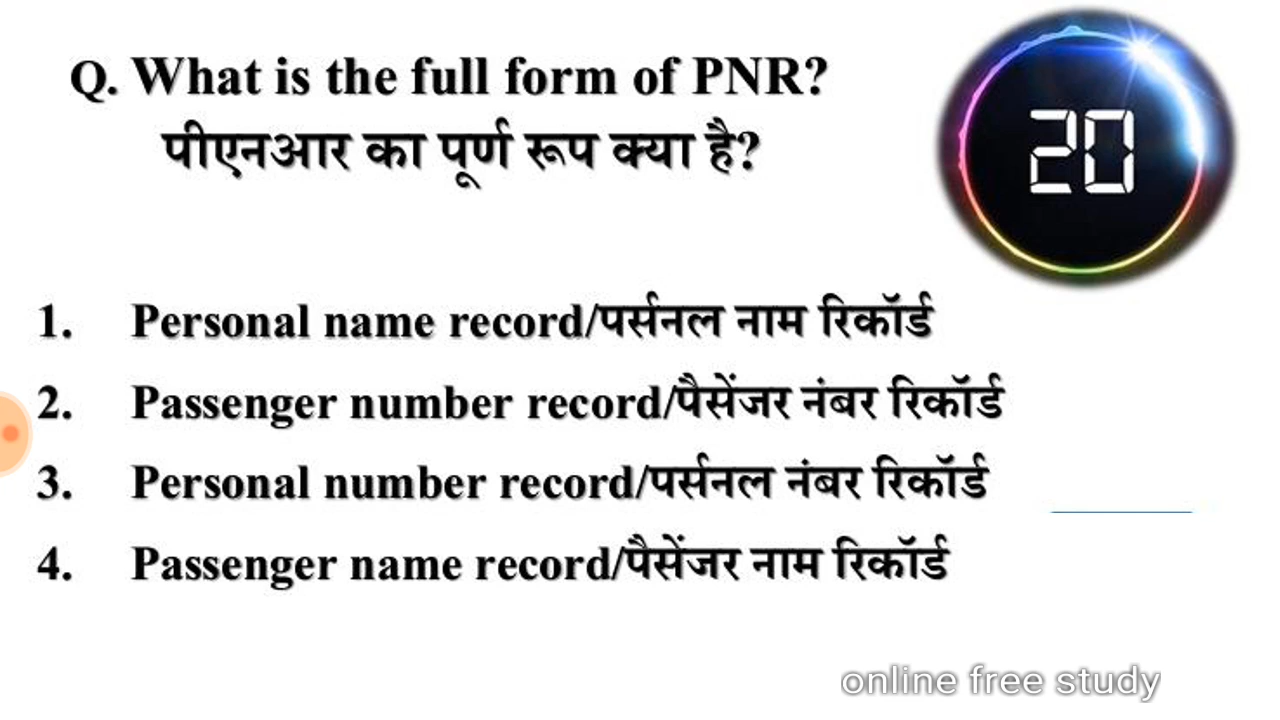 Q. What is the full form of PNR?
पीएनआर का पूर्ण रूप क्या है?
20
1. Personal name record/पर्सनल नाम रिकॉर्ड
2. Passenger number record/पैसेंजर नंबर रिकॉर्ड
3. Personal number record/पर्सनल नंबर रिकॉर्ड
4. Passenger name record/पैसेंजर नाम रिकॉर्ड
online free study